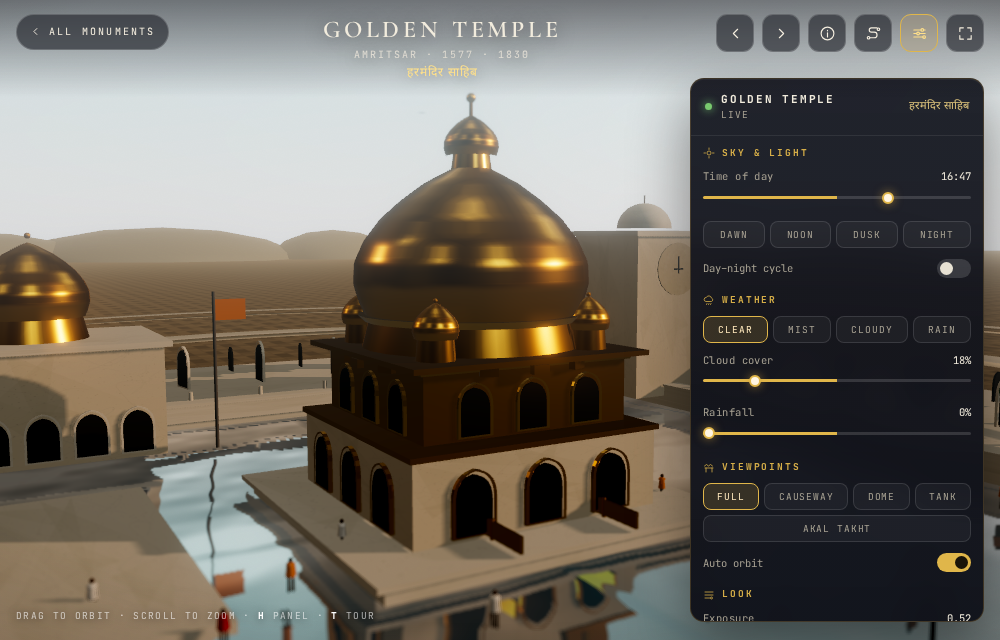 ALL MONUMENTS
GOLDEN TEMPLE
AMRITSAR · 1577 · 1830
हरमंदिर साहिब
GOLDEN TEMPLE
LIVE
हरमंदिर साहिब
SKY & LIGHT
Time of day 16:47
DAWN NOON DUSK NIGHT
Day-night cycle
WEATHER
CLEAR MIST CLOUDY RAIN
Cloud cover 18%
Rainfall 0%
VIEWPOINTS
FULL CAUSEWAY DOME TANK
AKAL TAKHT
Auto orbit
LOOK
Exposure 0.52
DRAG TO ORBIT · SCROLL TO ZOOM · H PANEL · T TOUR